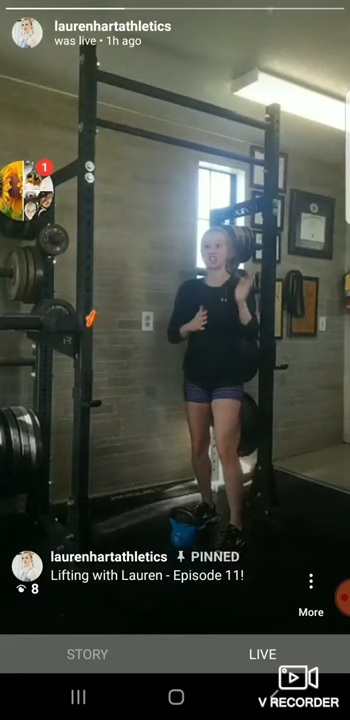 laurenhartathletics
was live • 1h ago
1
laurenhartathletics PINNED
8
Lifting with Lauren - Episode 11!
More
STORY
LIVE
V RECORDER